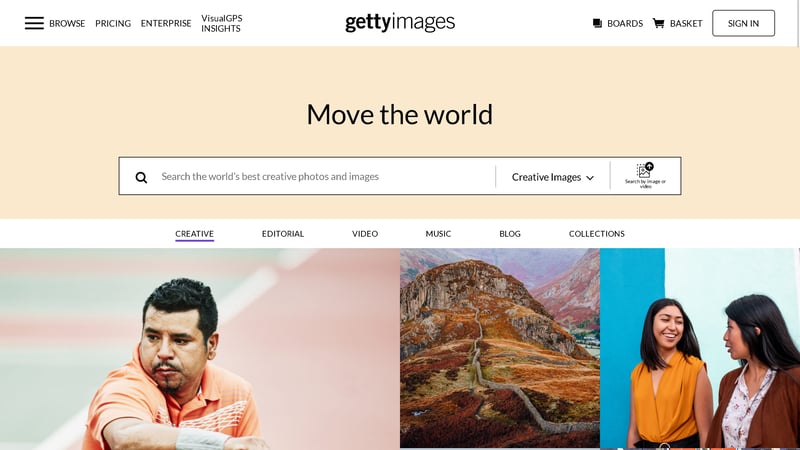 BROWSE
PRICING
ENTERPRISE
VisualGPS
INSIGHTS
gettyimages
BOARDS
BASKET
SIGN IN
Move the world
Search the world's best creative photos and images
Creative Images
Search by image or
video
CREATIVE
EDITORIAL
VIDEO
MUSIC
BLOG
COLLECTIONS